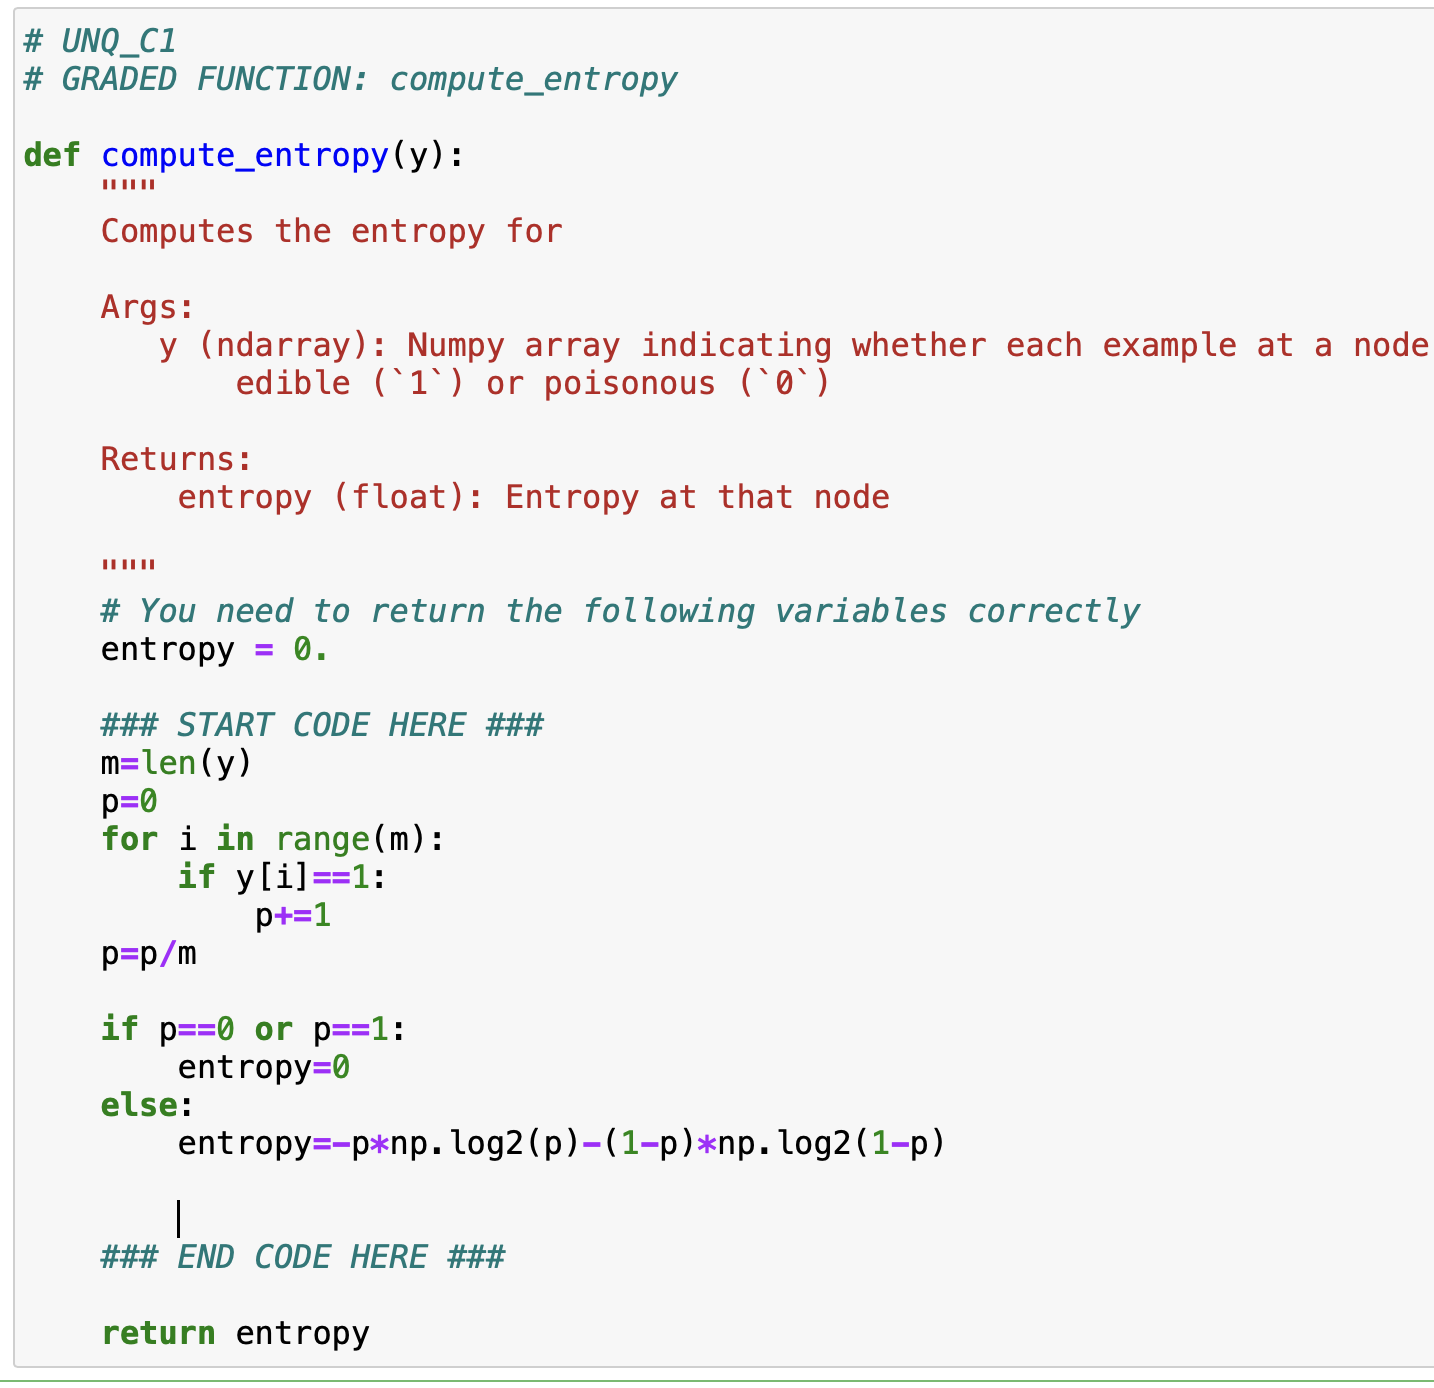 # UNQ_C1
# GRADED FUNCTION: compute_entropy
def compute_entropy(y):
    """
    Computes the entropy for
    Args:
       y (ndarray): Numpy array indicating whether each example at a node
           edible (`1`) or poisonous (`0`)
    Returns:
        entropy (float): Entropy at that node
    """
    # You need to return the following variables correctly
    entropy = 0.
    ### START CODE HERE ###
    m=len(y)
    p=0
    for i in range(m):
        if y[i]==1:
            p+=1
    p=p/m
    if p==0 or p==1:
        entropy=0
    else:
        entropy=-p*np.log2(p)-(1-p)*np.log2(1-p)
    ### END CODE HERE ###
    return entropy